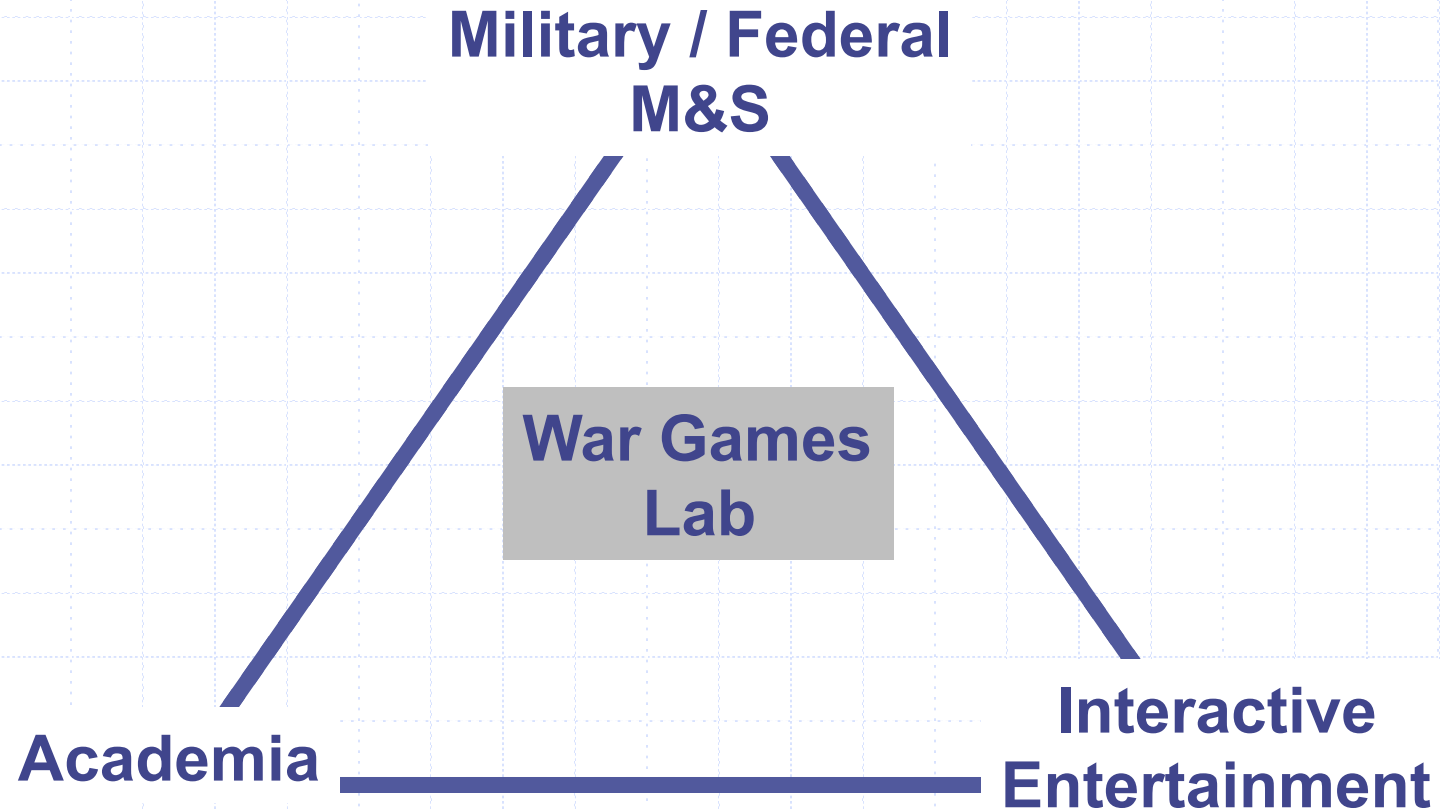 Military / Federal
M&S
War Games
Lab
Academia
Interactive
Entertainment